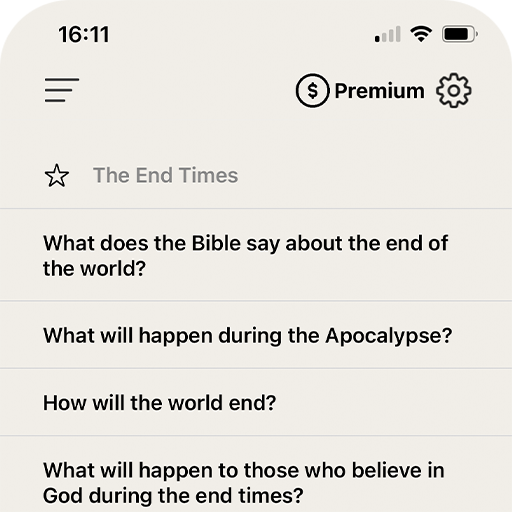 16:11
$ Premium
The End Times
What does the Bible say about the end of
the world?
What will happen during the Apocalypse?
How will the world end?
What will happen to those who believe in
God during the end times?